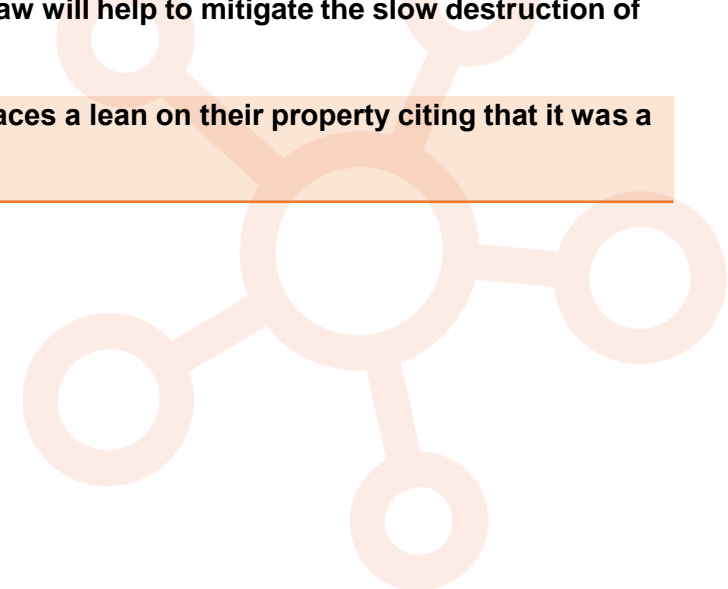 aw will help to mitigate the slow destruction of
aces a lean on their property citing that it was a